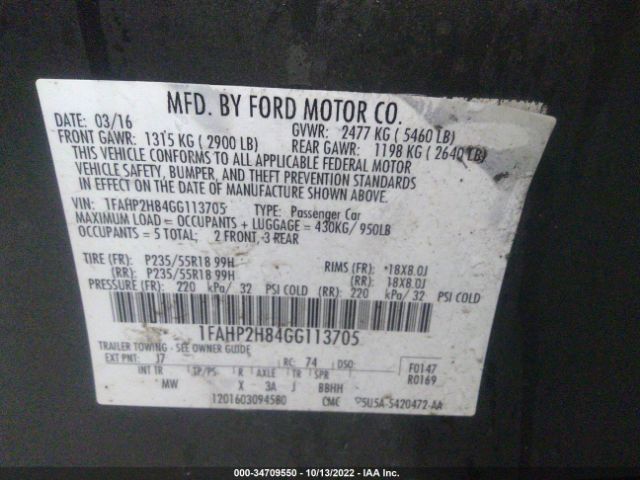 MFD. BY FORD MOTOR CO.
DATE: 03/16 GVWR: 2477 KG ( 5460 LB)
FRONT GAWR: 1315 KG ( 2900 LB) REAR GAWR: 1198 KG ( 2640 LB)
THIS VEHICLE CONFORMS TO ALL APPLICABLE FEDERAL MOTOR
VEHICLE SAFETY, BUMPER, AND THEFT PREVENTION STANDARDS
IN EFFECT ON THE DATE OF MANUFACTURE SHOWN ABOVE.
VIN: 1FAHP2H84GG113705 TYPE: Passenger Car
MAXIMUM LOAD = OCCUPANTS + LUGGAGE = 430KG/ 950LB
OCCUPANTS = 5 TOTAL; 2 FRONT, 3 REAR
TIRE (FR): P235/55R18 99H RIMS (FR): 18X8.0J
(RR): P235/55R18 99H (RR): 18X8.0J
PRESSURE (FR): 220 kPa/ 32 PSI COLD (RR): 220 kPa/ 32 PSI COLD
1FAHP2H84GG113705
TRAILER TOWING - SEE OWNER GUIDE
EXT PNT: J7 RC: 74 DSO: F0147
INT TR TP/PS R AXLE TR SPR R0169
MW X 3A J BBHH
1201603094580 CMC 5U5A-5420472-AA
000-34709550 - 10/13/2022 - IAA Inc.